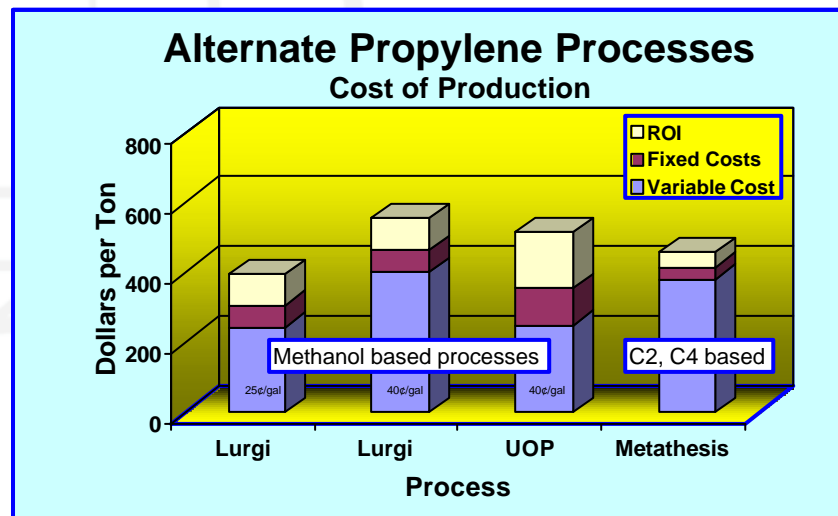 Alternate Propylene Processes
Cost of Production
ROI
Fixed Costs
Variable Cost
Dollars per Ton
800
600
400
200
0
Methanol based processes
C2, C4 based
25¢/gal
40¢/gal
40¢/gal
Lurgi
Lurgi
UOP
Metathesis
Process